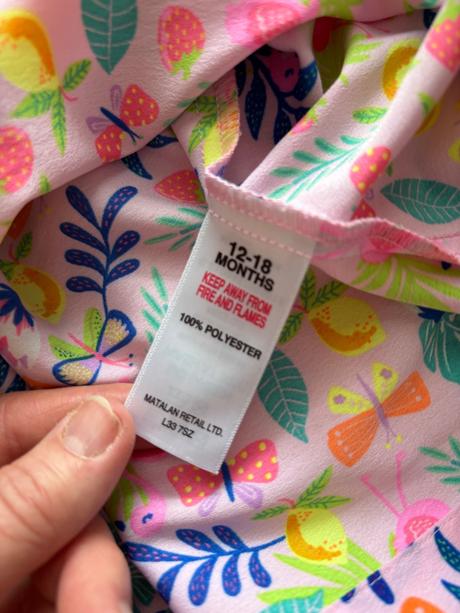 12-18
MONTHS
KEEP AWAY FROM
FIRE AND FLAMES
100% POLYESTER
MATALAN RETAIL LTD.
L33 7SZ